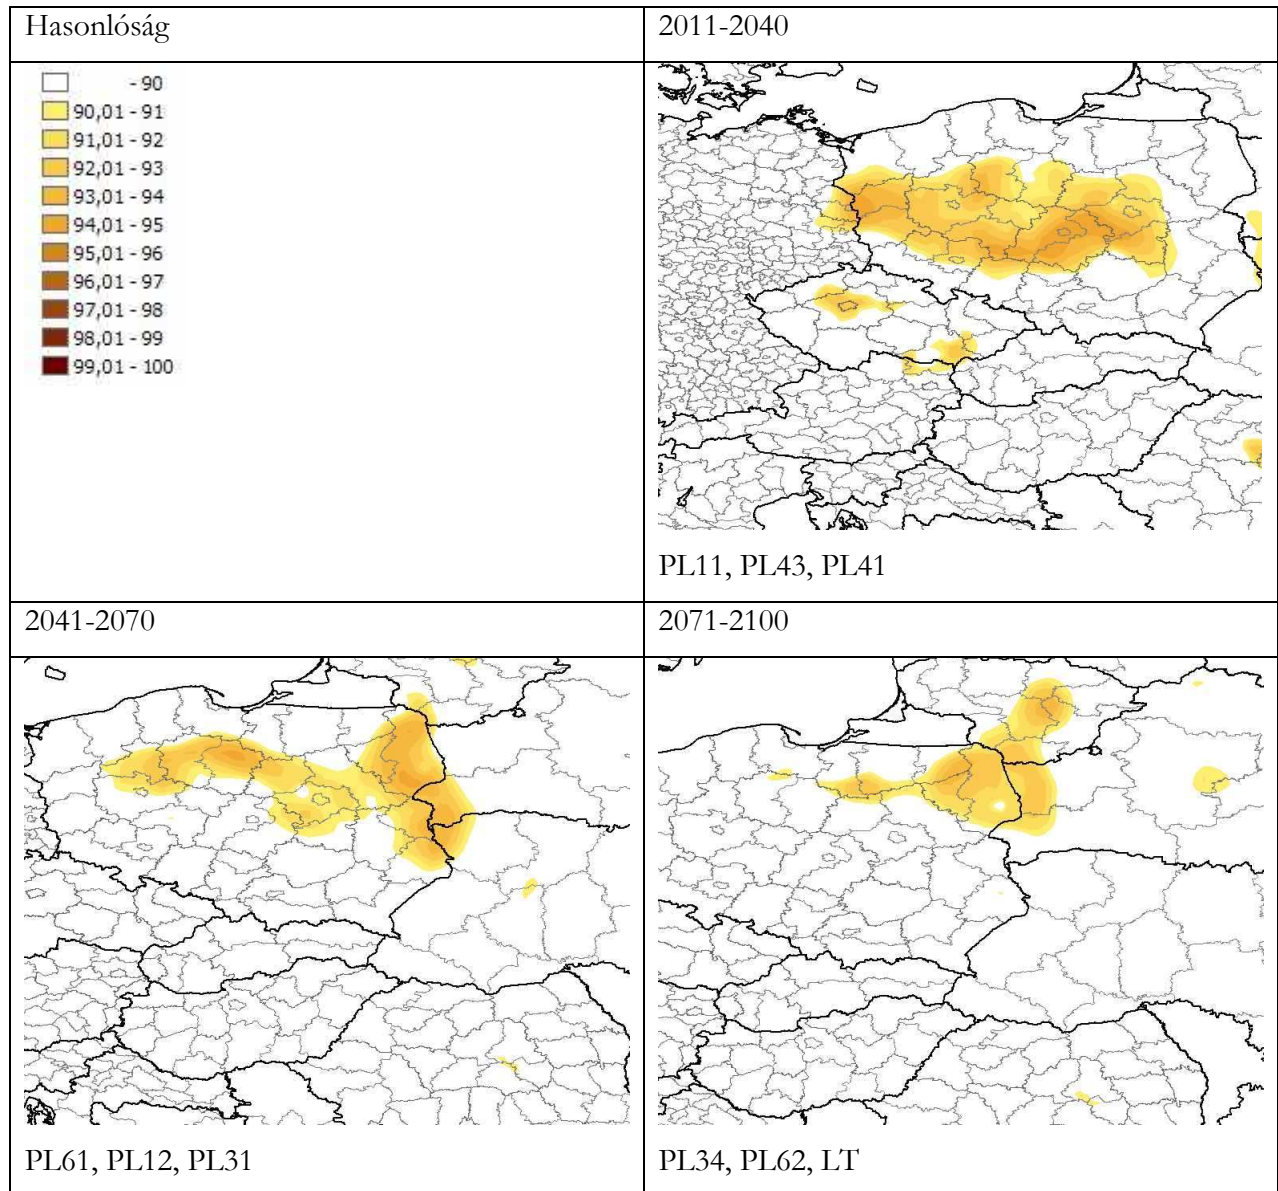 Hasonlóság
2011-2040
- 90
90,01 - 91
91,01 - 92
92,01 - 93
93,01 - 94
94,01 - 95
95,01 - 96
96,01 - 97
97,01 - 98
98,01 - 99
99,01 - 100
PL11, PL43, PL41
2041-2070
2071-2100
PL61, PL12, PL31
PL34, PL62, LT